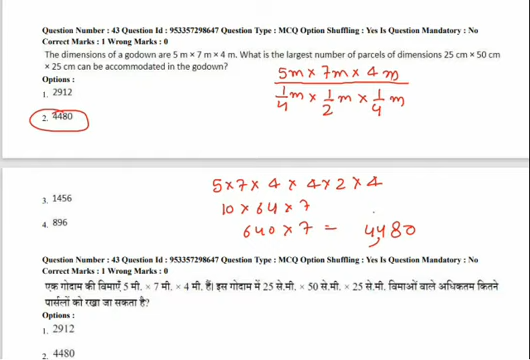 Question Number : 43 Question Id : 953357298647 Question Type : MCQ Option Shuffling : Yes Is Question Mandatory : No
Correct Marks : 1 Wrong Marks : 0
The dimensions of a godown are 5 m × 7 m × 4 m. What is the largest number of parcels of dimensions 25 cm × 50 cm
× 25 cm can be accommodated in the godown?
5m × 7m × 4m
Options :
1. 2912
1/4 m × 1/2 m × 1/4 m
2. 4480
5×7× 4 × 4×2 × 4
3. 1456
10 × 64 × 7
4. 896
640 × 7 = 4,480
Question Number : 43 Question Id : 953357298647 Question Type : MCQ Option Shuffling : Yes Is Question Mandatory : No
Correct Marks : 1 Wrong Marks : 0
एक गोदाम की विमाएँ 5 मी. × 7 मी. × 4 मी. हैं। इस गोदाम में 25 से.मी. × 50 से.मी. × 25 से.मी. विमाओं वाले अधिकतम कितने
पार्सलों को रखा जा सकता है?
Options :
1. 2912
2. 4480